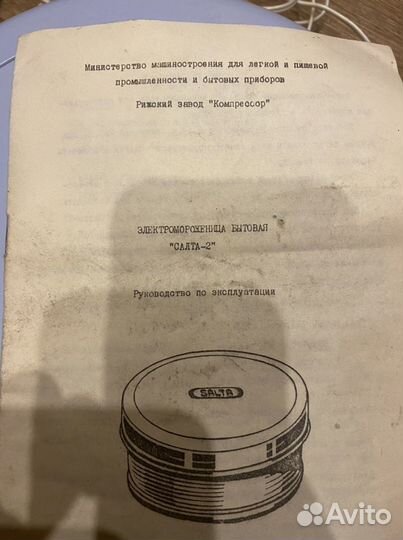 Министерство машиностроения для легкой и пищевой
промышленности и бытовых приборов
Рижский завод "Компрессор"
ЭЛЕКТРОМОРОЖЕНИЦА БЫТОВАЯ
"САЛТА-2"
Руководство по эксплуатации
SALTA
Avito